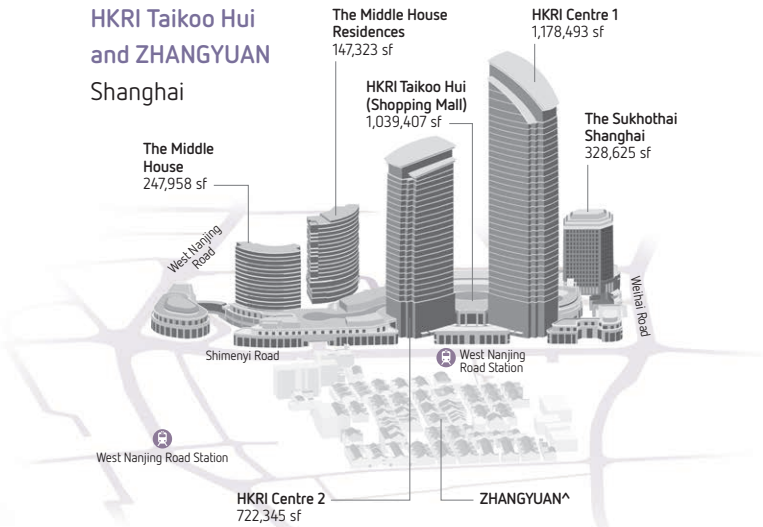 HKRI Taikoo Hui
and ZHANGYUAN
Shanghai
The Middle House
Residences
147,323 sf
HKRI Centre 1
1,178,493 sf
HKRI Taikoo Hui
(Shopping Mall)
1,039,407 sf
The Sukhothai
Shanghai
328,625 sf
The Middle
House
247,958 sf
West Nanjing
Road
Weihai Road
Shimenyi Road
West Nanjing
Road Station
West Nanjing Road Station
HKRI Centre 2
722,345 sf
ZHANGYUAN^